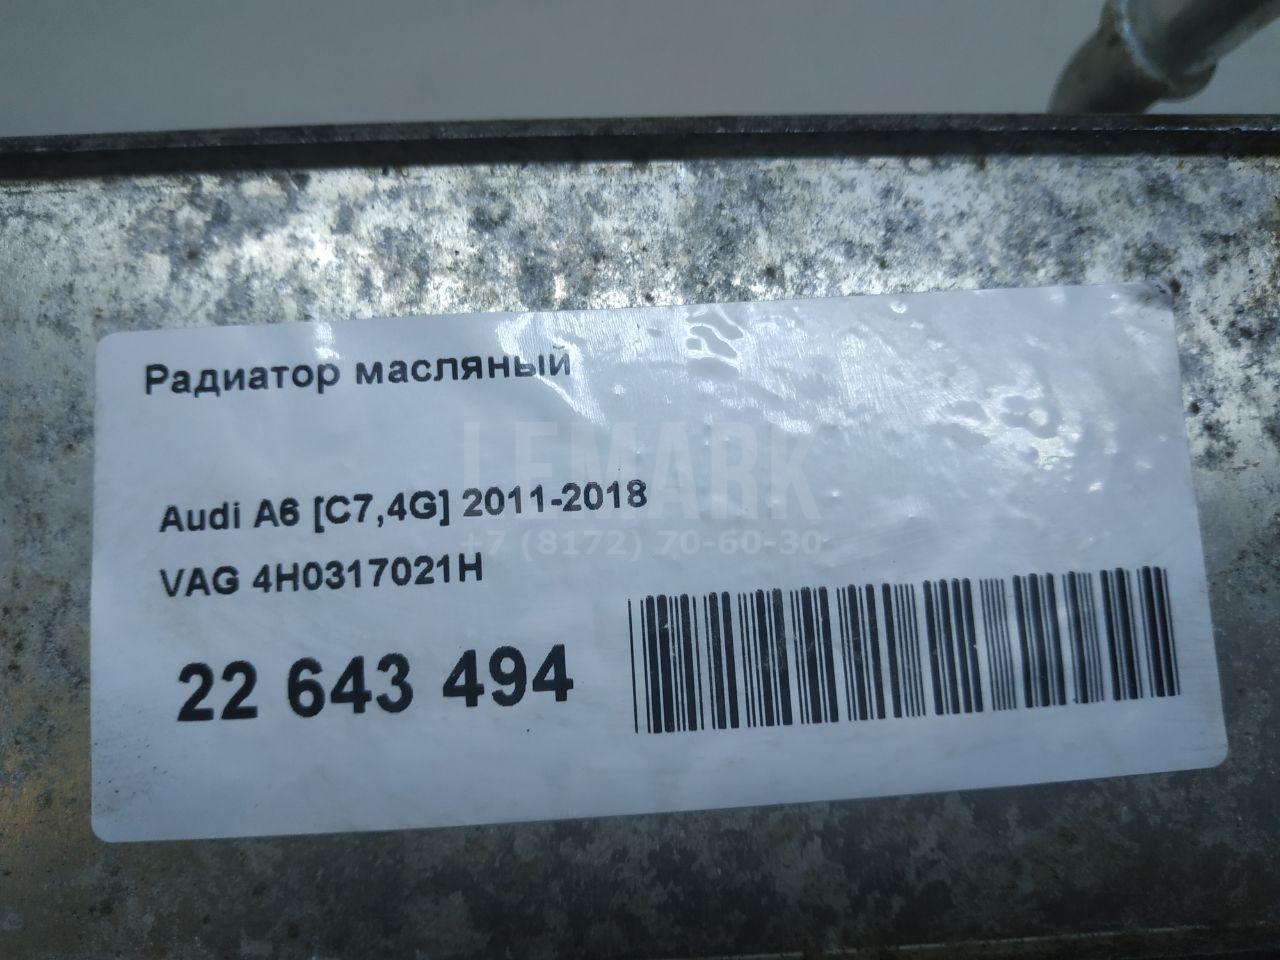 Радиатор масляный
LEMARK
Audi A6 [C7,4G] 2011-2018
+7 (8172) 70-60-30
VAG 4H0317021H
22 643 494